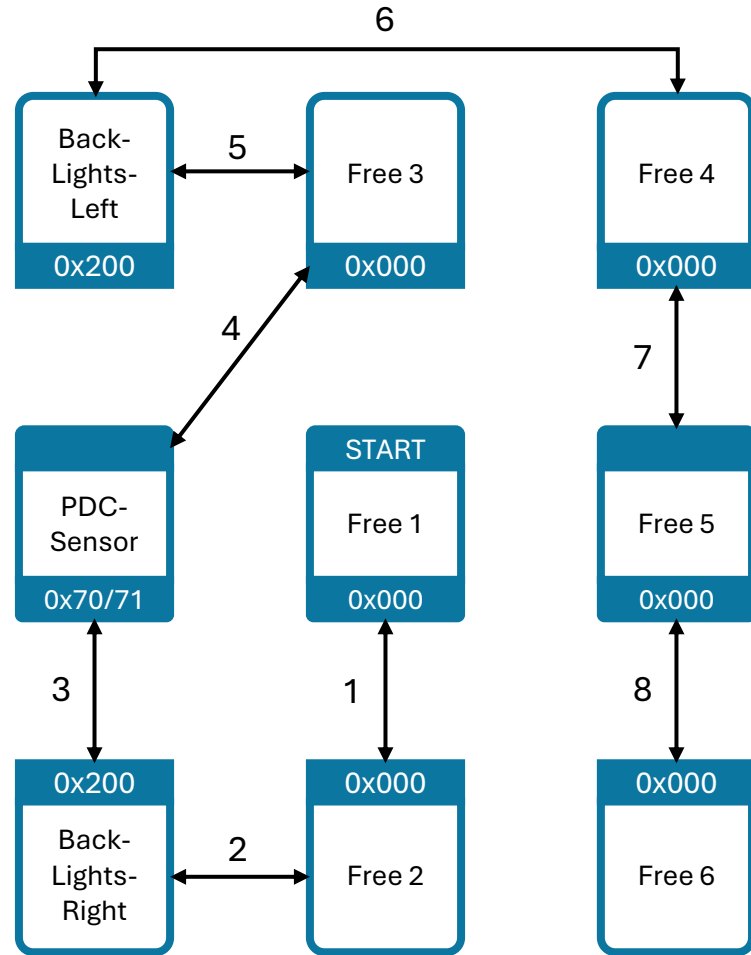 6
Back-
Lights-
Left
0x200
5
Free 3
0x000
Free 4
0x000
4
7
PDC-
Sensor
0x70/71
START
Free 1
0x000
Free 5
0x000
3
1
8
0x200
Back-
Lights-
Right
2
0x000
Free 2
0x000
Free 6